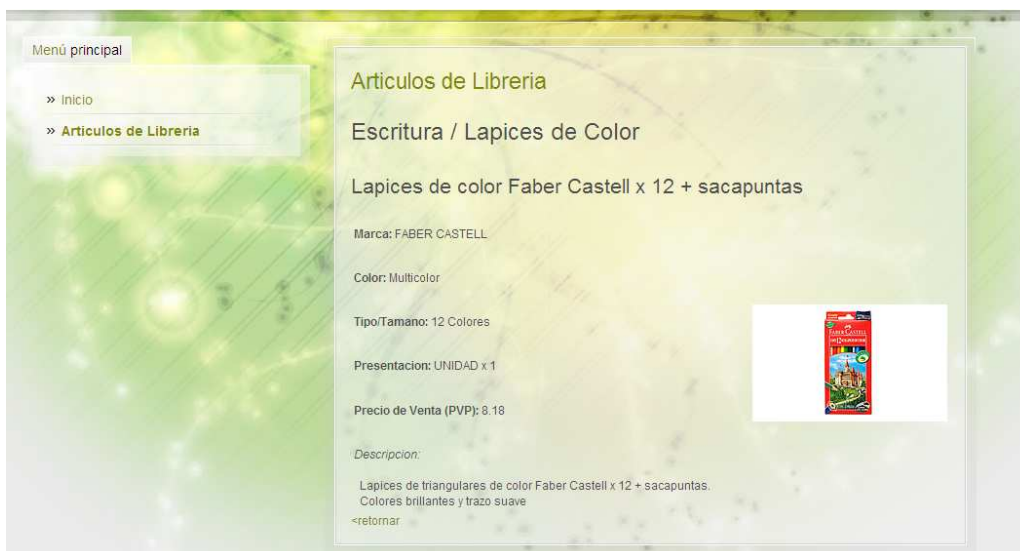 Menú principal
» Inicio
» Articulos de Libreria
Articulos de Libreria
Escritura / Lapices de Color
Lapices de color Faber Castell x 12 + sacapuntas
Marca: FABER CASTELL
Color: Multicolor
Tipo/Tamano: 12 Colores
Presentacion: UNIDAD x 1
Precio de Venta (PVP): 8.18
Descripcion:
Lapices de triangulares de color Faber Castell x 12 + sacapuntas.
Colores brillantes y trazo suave
<retornar
FABER CASTELL